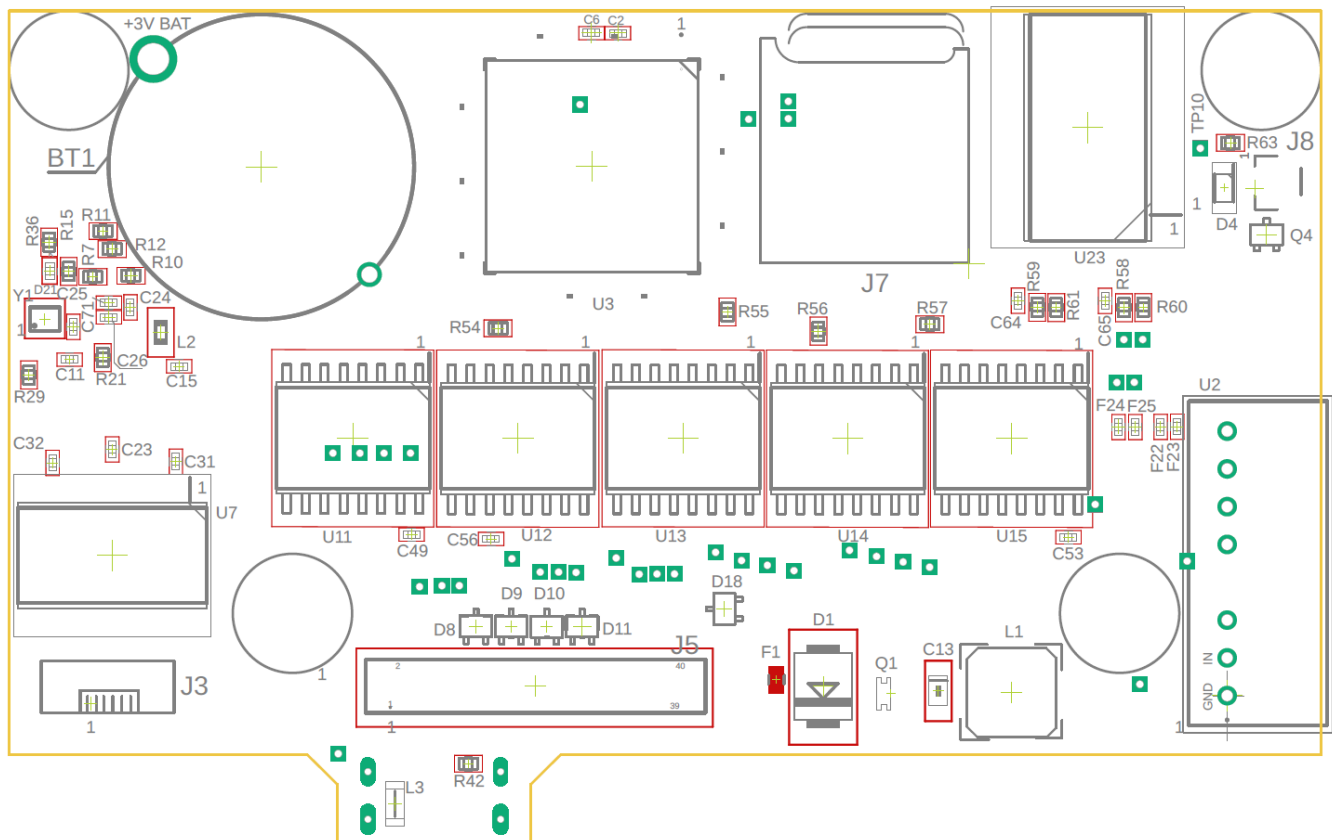 +3V BAT
C6
C2
1
TP10
R63
J8
1
BT1
1
D4
Q4
U23
1
R36
R15
R11
R12
R7
R10
Y1
D21
C25
C71
C24
1
L2
C26
C11
R21
C15
R29
U3
J7
R54
R55
R56
R57
R59
R61
C64
R58
R60
C65
1
1
1
1
1
U2
F24
F25
F22
F23
C32
C23
C31
1
U7
U11
C49
C56
U12
U13
U14
U15
C53
D9
D10
D8
D11
D18
J5
2
40
1
39
1
F1
D1
Q1
C13
L1
IN
GND
1
J3
1
1
R42
L3